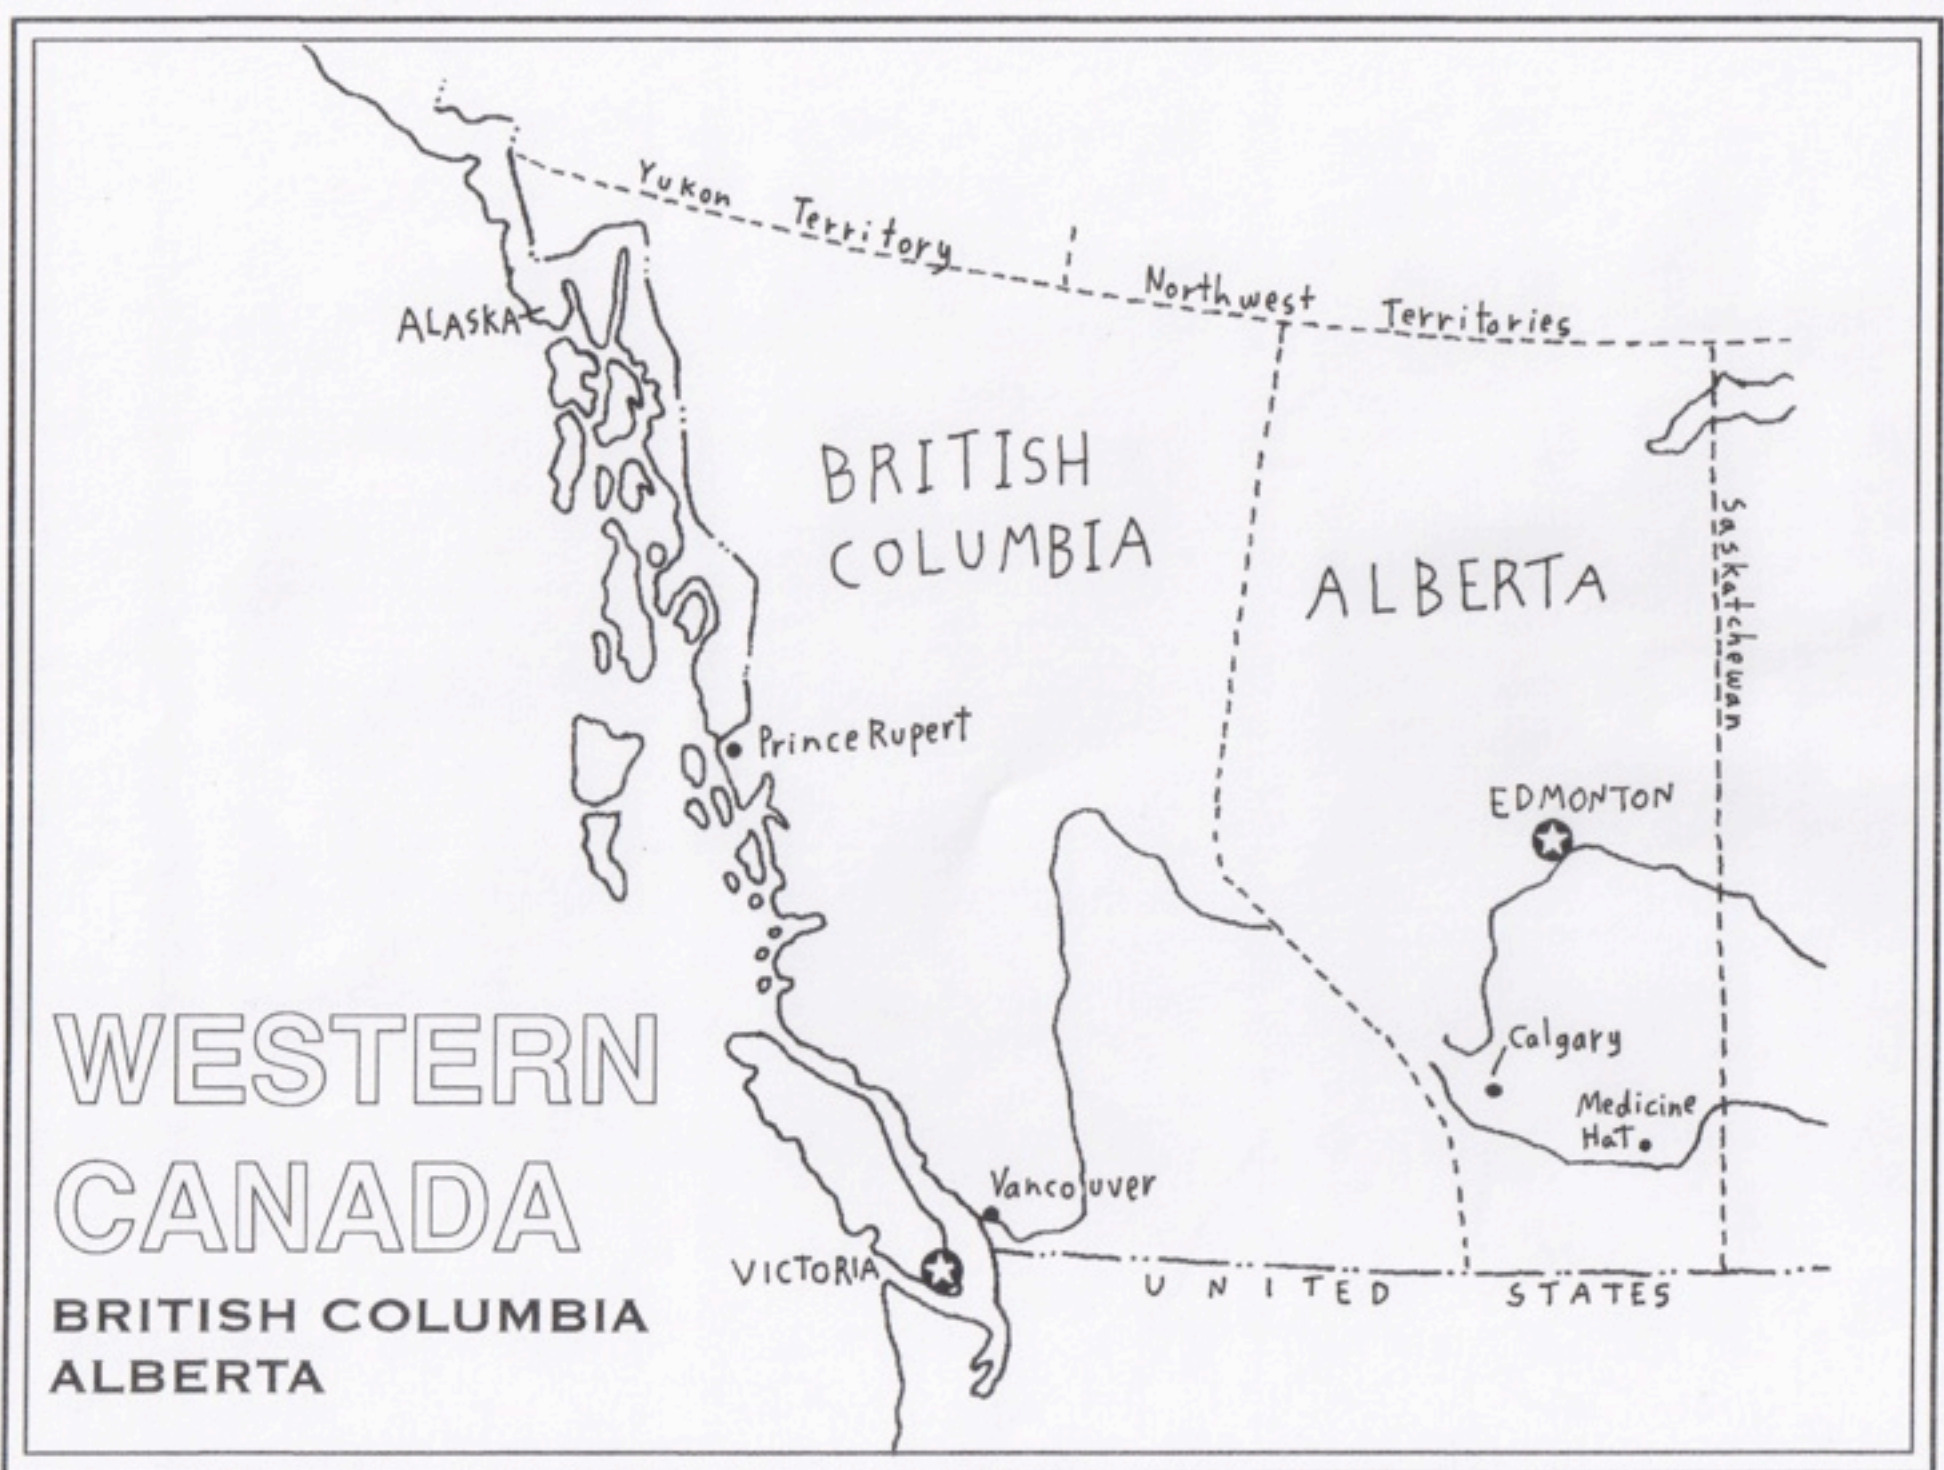 Yukon Territory
Northwest Territories
ALASKA
BRITISH
COLUMBIA
ALBERTA
Saskatchewan
Prince Rupert
EDMONTON
Calgary
Medicine
Hat
Vancouver
VICTORIA
UNITED STATES
WESTERN
CANADA
BRITISH COLUMBIA
ALBERTA